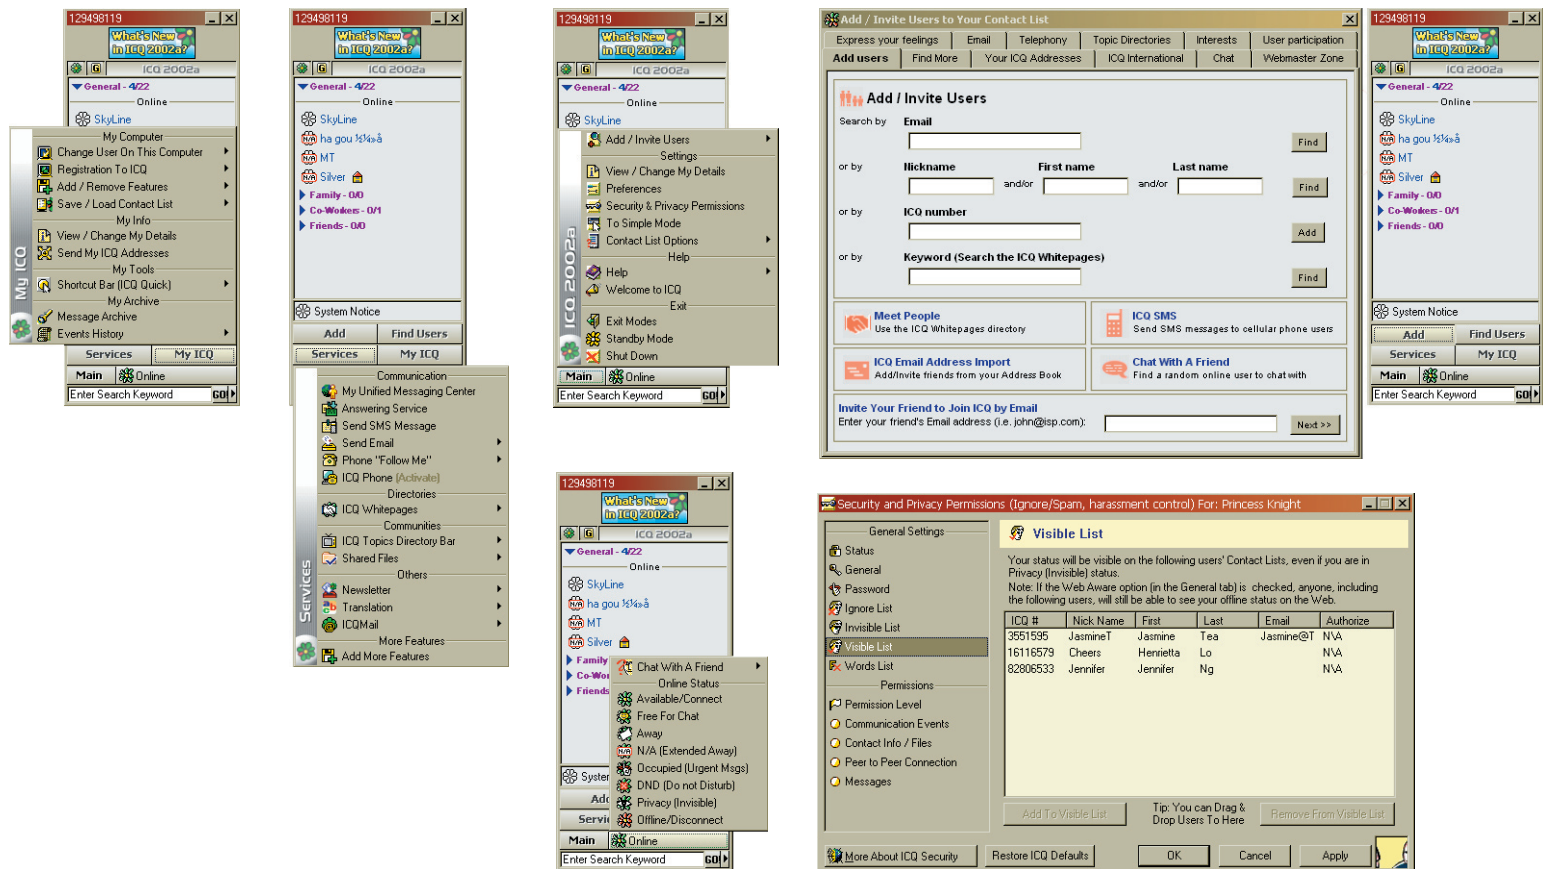 129498119
What's New
in ICQ 2002a?
G ICQ 2002a
General - 4/22
Online
SkyLine
My Computer
Change User On This Computer
Registration To ICQ
Add / Remove Features
Save / Load Contact List
My Info
View / Change My Details
Send My ICQ Addresses
My Tools
Shortcut Bar (ICQ Quick)
My Archive
Message Archive
Events History
My ICQ
Services My ICQ
Main Online
Enter Search Keyword GO!
129498119
What's New
in ICQ 2002a?
G ICQ 2002a
General - 4/22
Online
SkyLine
N/A ha gou ½¼»å
N/A MT
N/A Silver
Family - 0/0
Co-Workers - 0/1
Friends - 0/0
System Notice
Add Find Users
Services My ICQ
Communication
My Unified Messaging Center
Answering Service
Send SMS Message
Send Email
Phone "Follow Me"
ICQ Phone (Activate)
Directories
ICQ Whitepages
Communities
ICQ Topics Directory Bar
Shared Files
Others
Newsletter
Translation
ICQMail
More Features
Add More Features
Services
129498119
What's New
in ICQ 2002a?
G ICQ 2002a
General - 4/22
Online
SkyLine
Add / Invite Users
Settings
View / Change My Details
Preferences
Security & Privacy Permissions
To Simple Mode
Contact List Options
Help
Help
Welcome to ICQ
Exit
Exit Modes
Standby Mode
Shut Down
ICQ 2002a
Main Online
Enter Search Keyword GO!
Add / Invite Users to Your Contact List
Express your feelings Email Telephony Topic Directories Interests User participation
Add users Find More Your ICQ Addresses ICQ International Chat Webmaster Zone
Add / Invite Users
Search by Email
Find
or by Nickname First name Last name
and/or and/or Find
or by ICQ number
Add
or by Keyword (Search the ICQ Whitepages)
Find
Meet People
Use the ICQ Whitepages directory
ICQ SMS
Send SMS messages to cellular phone users
ICQ Email Address Import
Add/Invite friends from your Address Book
Chat With A Friend
Find a random online user to chat with
Invite Your Friend to Join ICQ by Email
Enter your friend's Email address (i.e. john@isp.com): Next >>
129498119
What's New
in ICQ 2002a?
G ICQ 2002a
General - 4/22
Online
SkyLine
N/A ha gou ½¼»å
N/A MT
N/A Silver
Family - 0/0
Co-Workers - 0/1
Friends - 0/0
System Notice
Add Find Users
Services My ICQ
Main Online
Enter Search Keyword GO!
129498119
What's New
in ICQ 2002a?
G ICQ 2002a
General - 4/22
Online
SkyLine
N/A ha gou ½¼»å
N/A MT
N/A Silver
Family
Co-Wor
Friends
Chat With A Friend
Online Status
Available/Connect
Free For Chat
Away
N/A (Extended Away)
Occupied (Urgent Msgs)
DND (Do not Disturb)
Privacy (Invisible)
Offline/Disconnect
System
Add
Servi
Main Online
Enter Search Keyword GO!
Security and Privacy Permissions (Ignore/Spam, harassment control) For: Princess Knight
General Settings
Status
General
Password
Ignore List
Invisible List
Visible List
Words List
Permissions
Permission Level
Communication Events
Contact Info / Files
Peer to Peer Connection
Messages
Visible List
Your status will be visible on the following users' Contact Lists, even if you are in
Privacy (Invisible) status.
Note: If the Web Aware option (in the General tab) is checked, anyone, including
the following users, will still be able to see your offline status on the Web.
ICQ # Nick Name First Last Email Authorize
3551595 JasmineT Jasmine Tea Jasmine@T N\A
16116579 Cheers Henrietta Lo N\A
82806533 Jennifer Jennifer Ng N\A
Add To Visible List Tip: You can Drag & Remove From Visible List
Drop Users To Here
More About ICQ Security Restore ICQ Defaults OK Cancel Apply